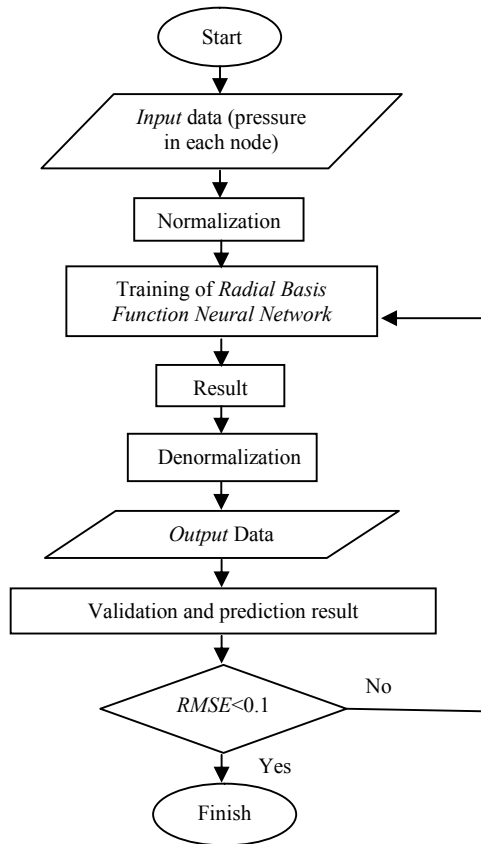 Start
Input data (pressure
in each node)
Normalization
Training of Radial Basis
Function Neural Network
Result
Denormalization
Output Data
Validation and prediction result
RMSE<0.1
No
Yes
Finish